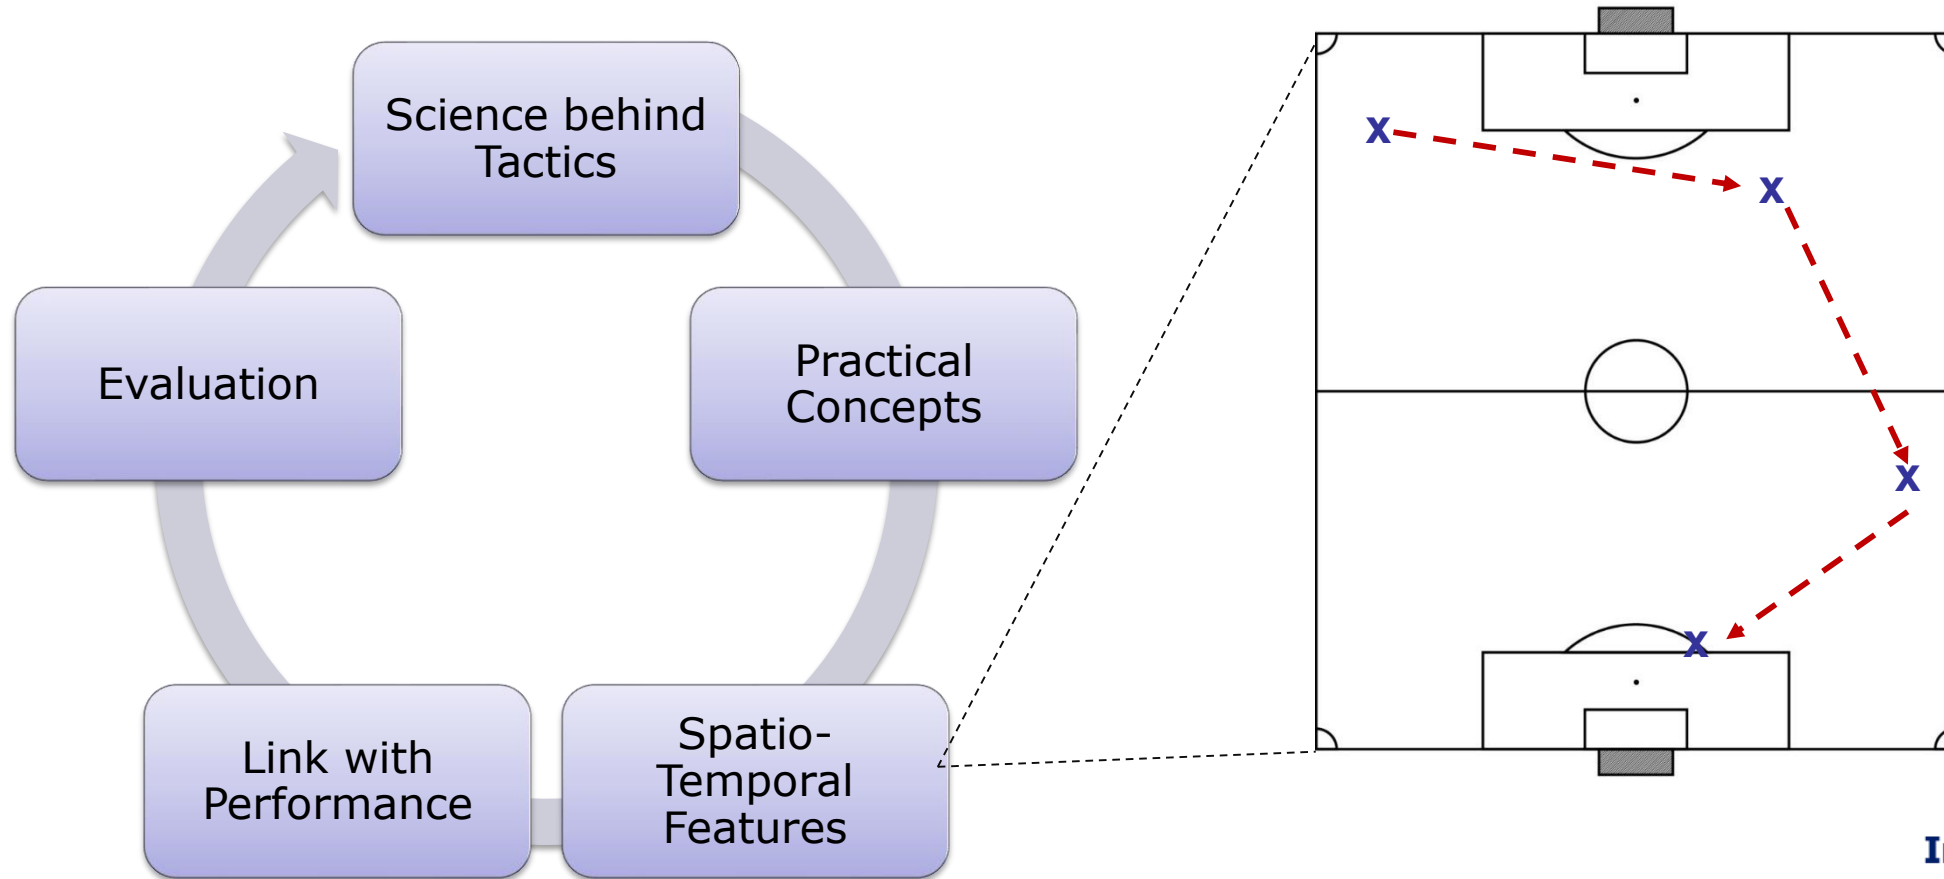 Science behind
Tactics
Practical
Concepts
Spatio-
Temporal
Features
Link with
Performance
Evaluation
X
X
X
X